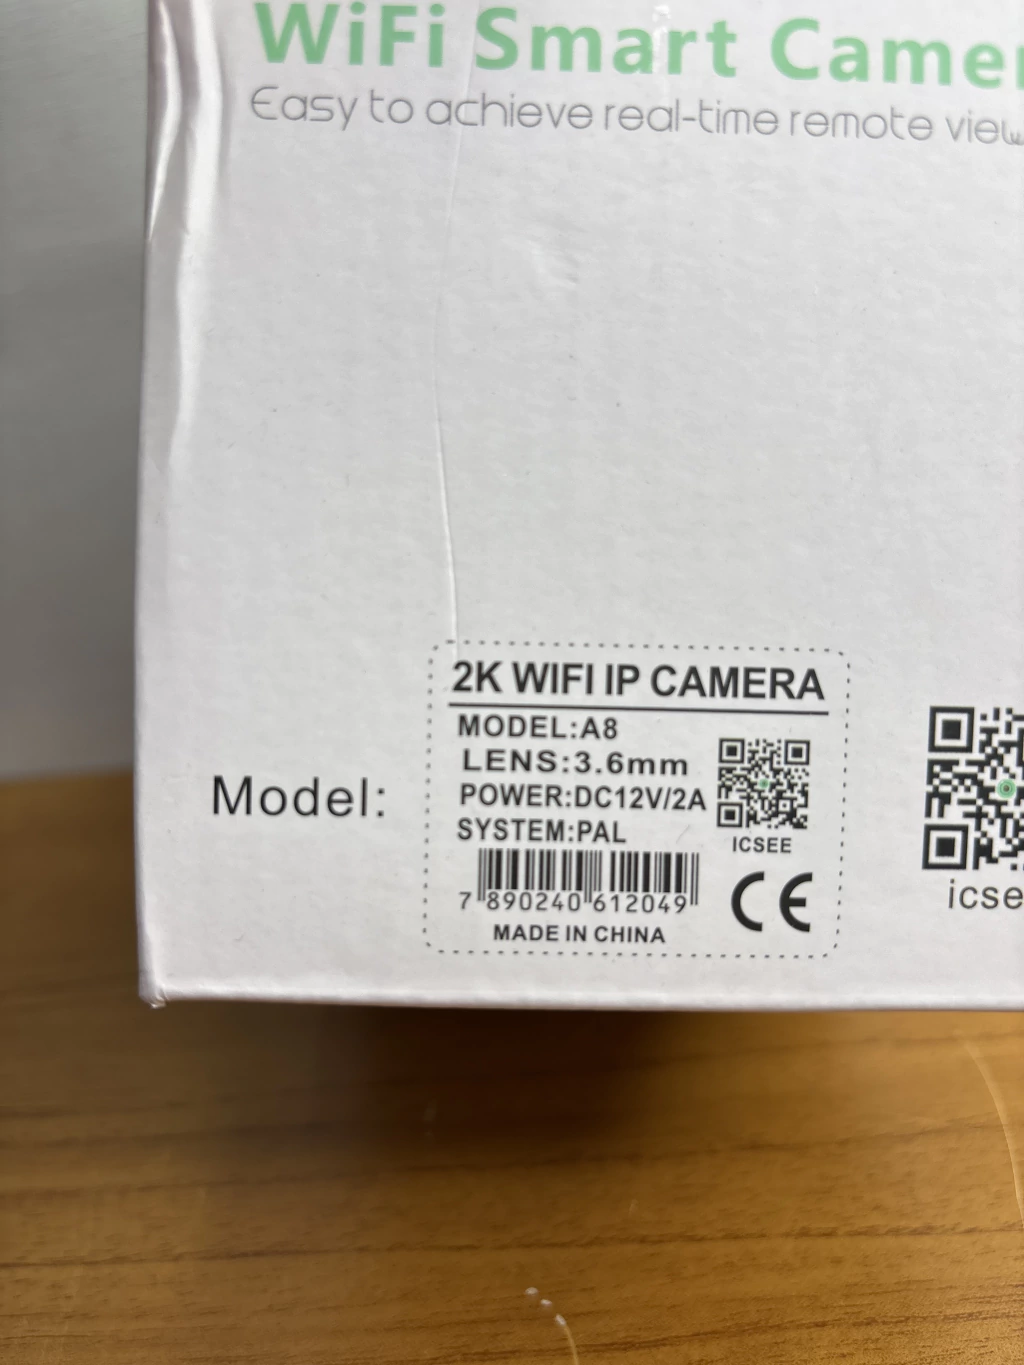 WiFi Smart Camer
Easy to achieve real-time remote view
2K WIFI IP CAMERA
MODEL:A8
LENS:3.6mm
POWER:DC12V/2A
SYSTEM:PAL
ICSEE
Model:
7 890240 612049
CE
MADE IN CHINA
icse